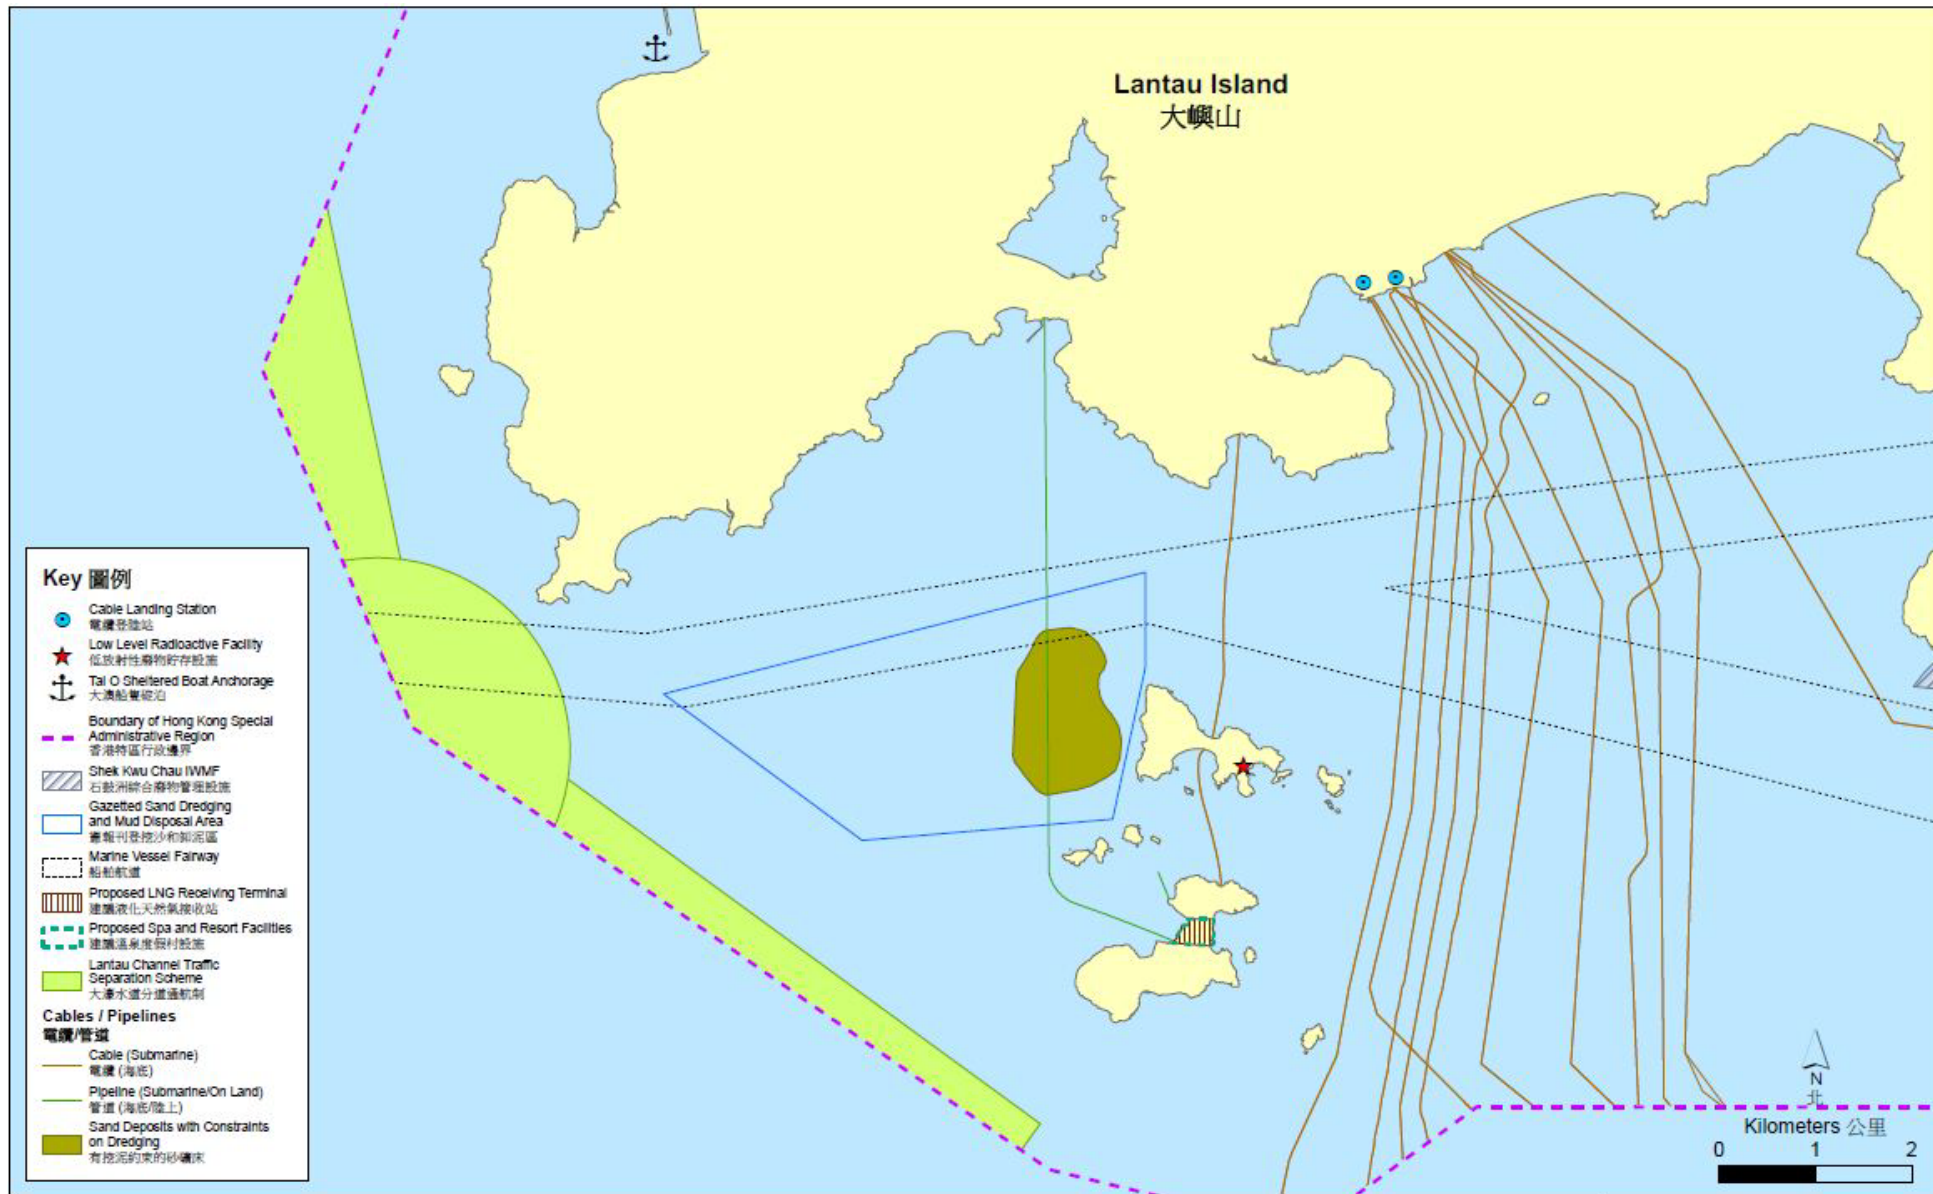 Lantau Island
大嶼山
Key 圖例
Cable Landing Station
電纜登陸站
Low Level Radioactive Facility
低放射性廢物貯存設施
Tai O Sheltered Boat Anchorage
大澳船隻碇泊
Boundary of Hong Kong Special
Administrative Region
香港特區行政邊界
Shek Kwu Chau IWMF
石鼓洲綜合廢物管理設施
Gazetted Sand Dredging
and Mud Disposal Area
憲報刊登挖沙和卸泥區
Marine Vessel Fairway
船舶航道
Proposed LNG Receiving Terminal
建議液化天然氣接收站
Proposed Spa and Resort Facilities
建議溫泉度假村設施
Lantau Channel Traffic
Separation Scheme
大濠水道分道通航制
Cables / Pipelines
電纜/管道
Cable (Submarine)
電纜 (海底)
Pipeline (Submarine/On Land)
管道 (海底/陸上)
Sand Deposits with Constraints
on Dredging
有挖泥約束的砂礦床
N
北
Kilometers 公里
0 1 2